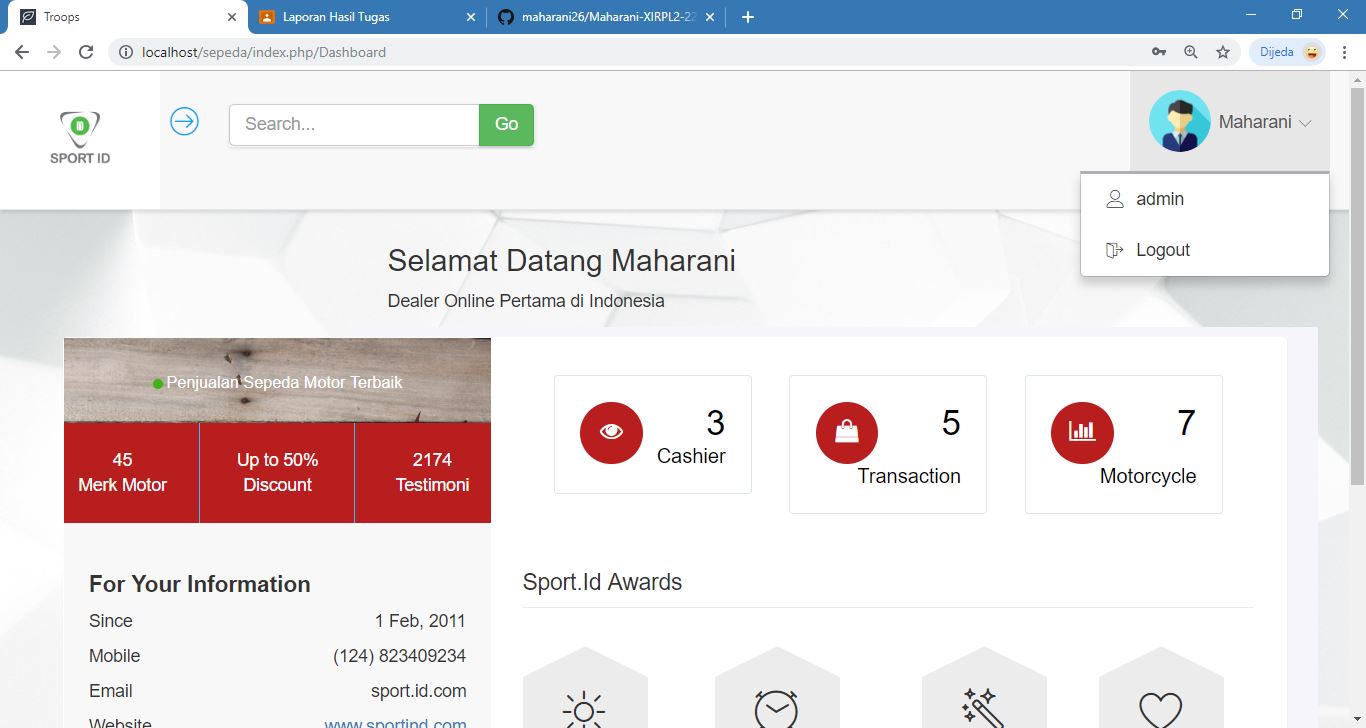 Troops
Laporan Hasil Tugas
maharani26/Maharani-XIRPL2-22
localhost/sepeda/index.php/Dashboard
Dijeda
SPORT ID
Search...
Go
Maharani
admin
Logout
Selamat Datang Maharani
Dealer Online Pertama di Indonesia
Penjualan Sepeda Motor Terbaik
45
Merk Motor
Up to 50%
Discount
2174
Testimoni
3
Cashier
5
Transaction
7
Motorcycle
For Your Information
Since 1 Feb, 2011
Mobile (124) 823409234
Email sport.id.com
Website www.sportind.com
Sport.Id Awards